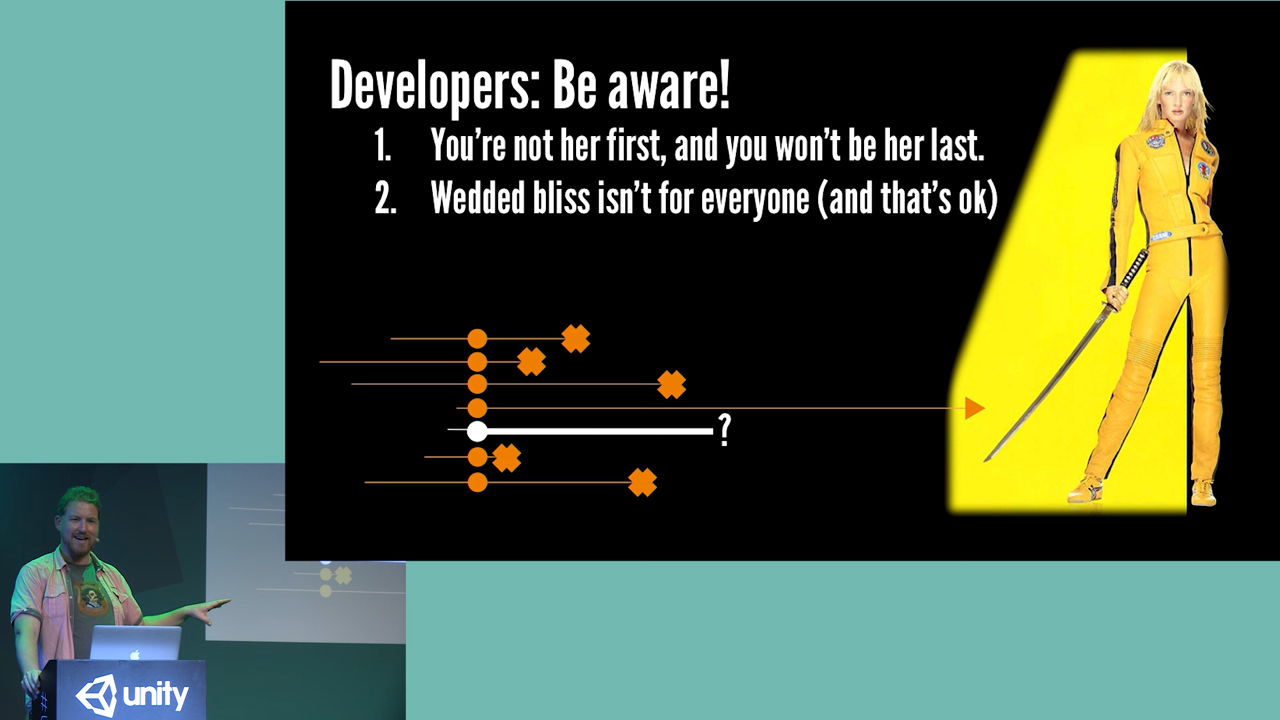 Developers: Be aware!
1. You're not her first, and you won't be her last.
2. Wedded bliss isn't for everyone (and that's ok)
?
unity